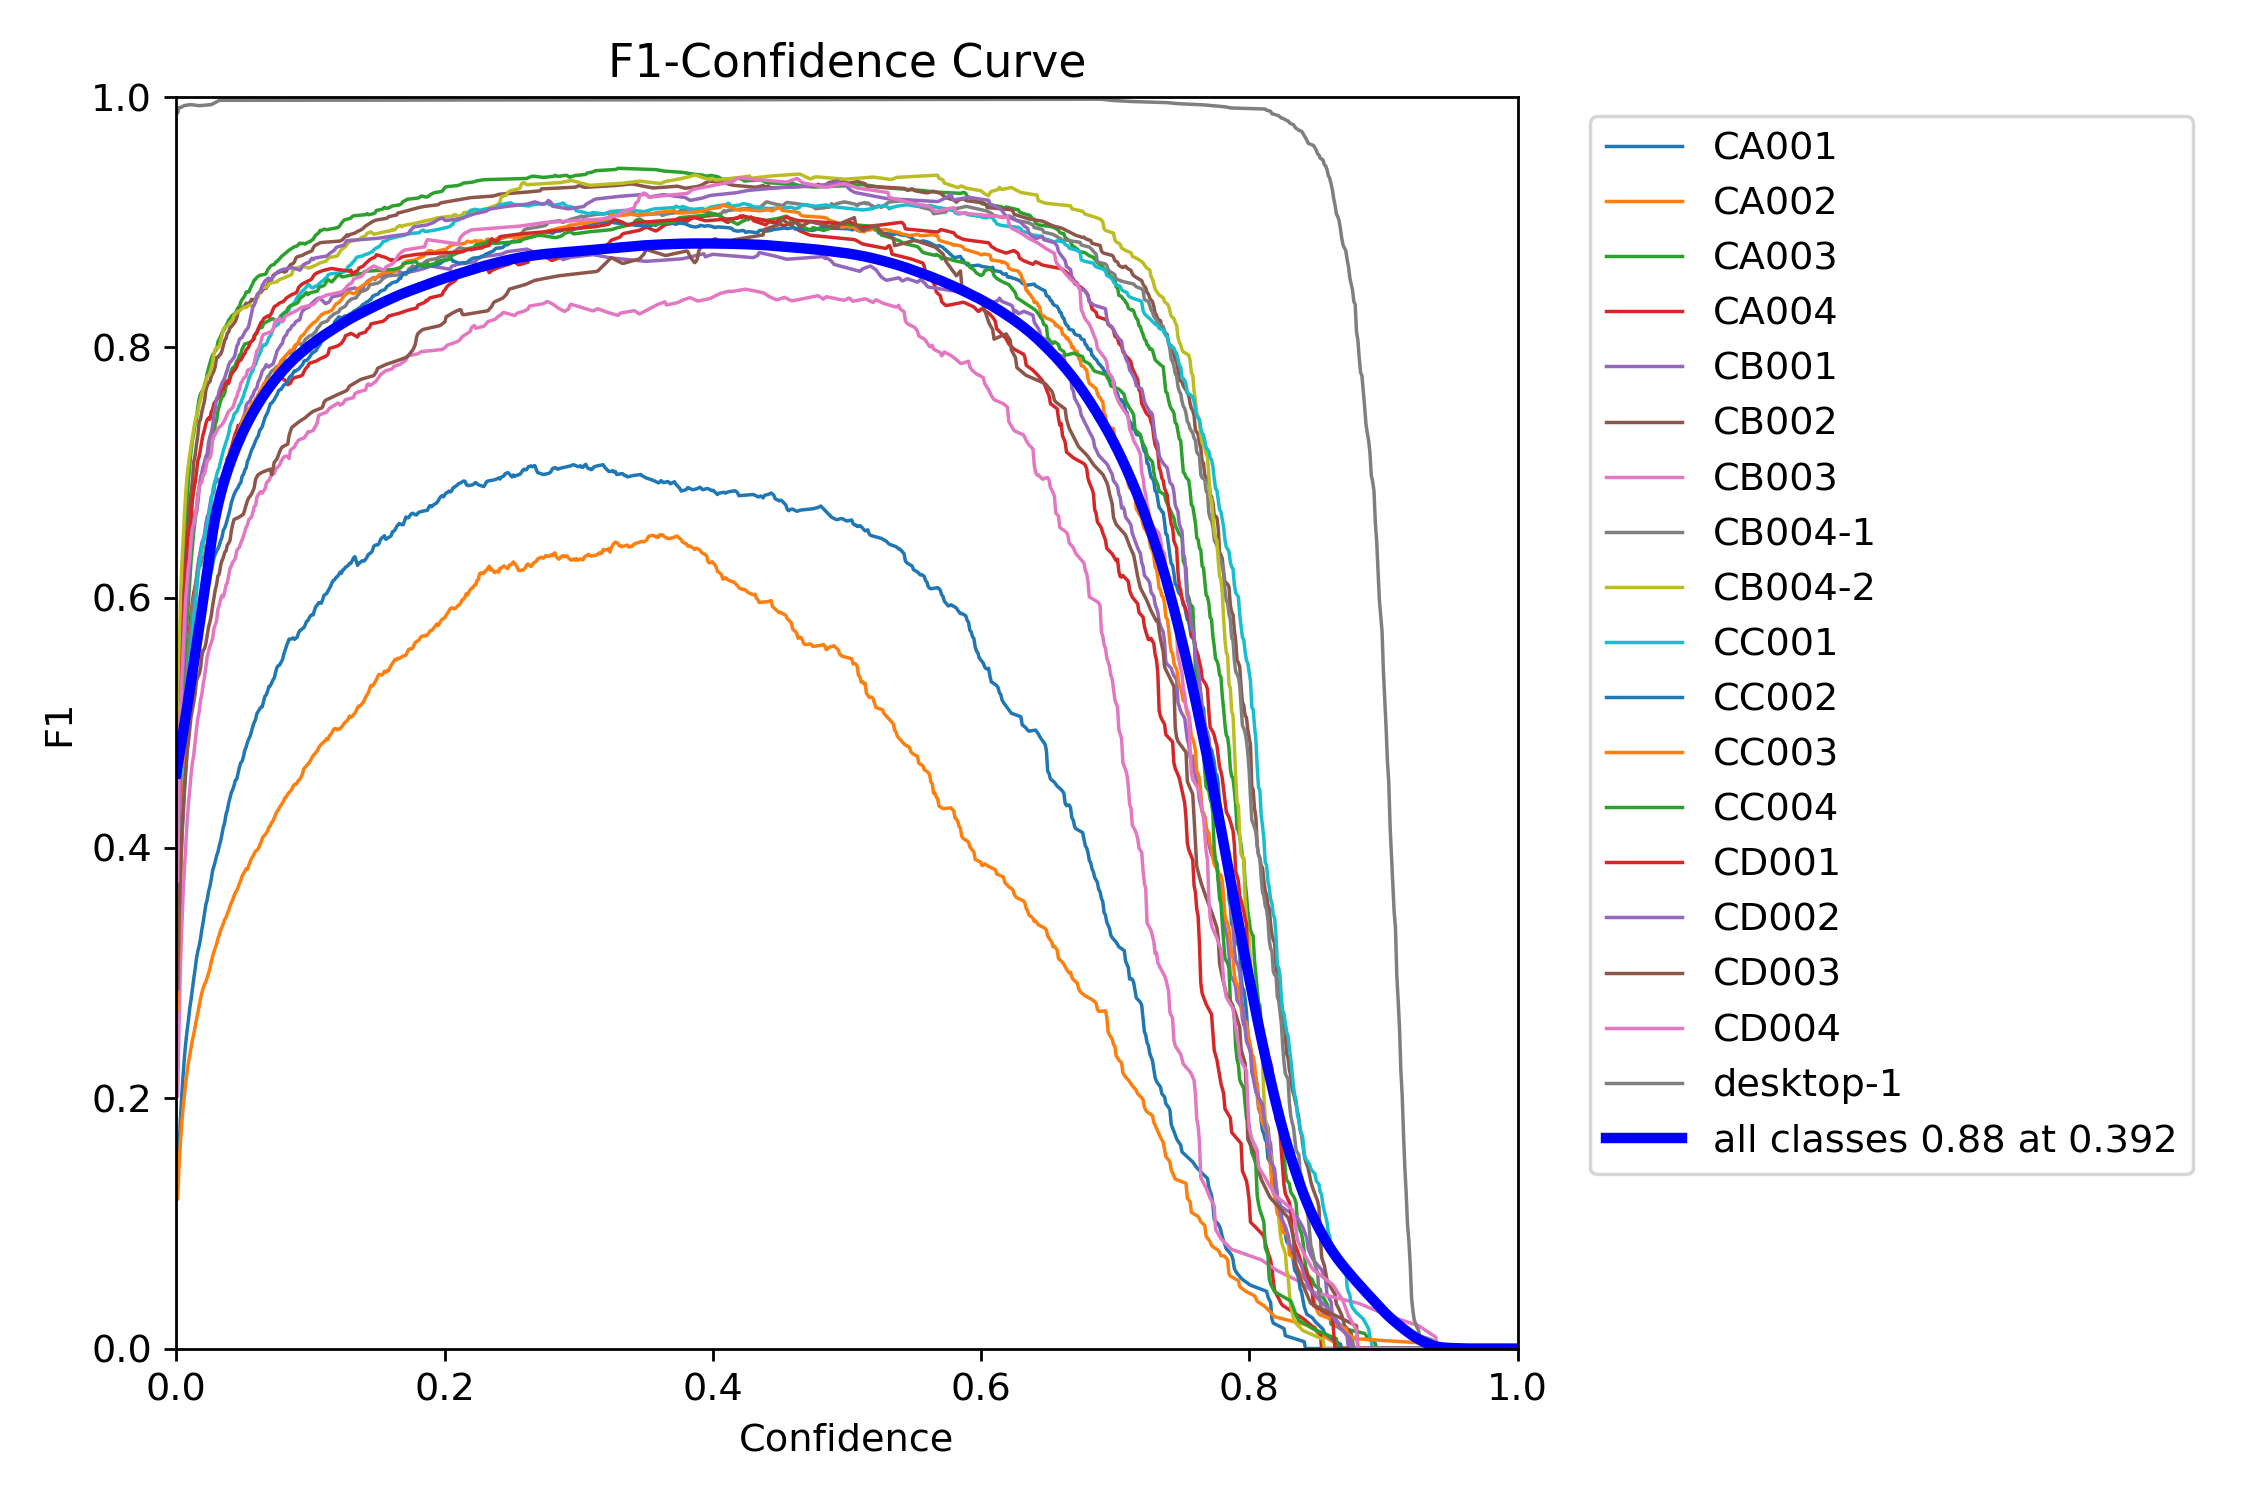 F1-Confidence Curve
1.0
0.8
0.6
0.4
0.2
0.0
F1
0.0 0.2 0.4 0.6 0.8 1.0
Confidence
CA001
CA002
CA003
CA004
CB001
CB002
CB003
CB004-1
CB004-2
CC001
CC002
CC003
CC004
CD001
CD002
CD003
CD004
desktop-1
all classes 0.88 at 0.392